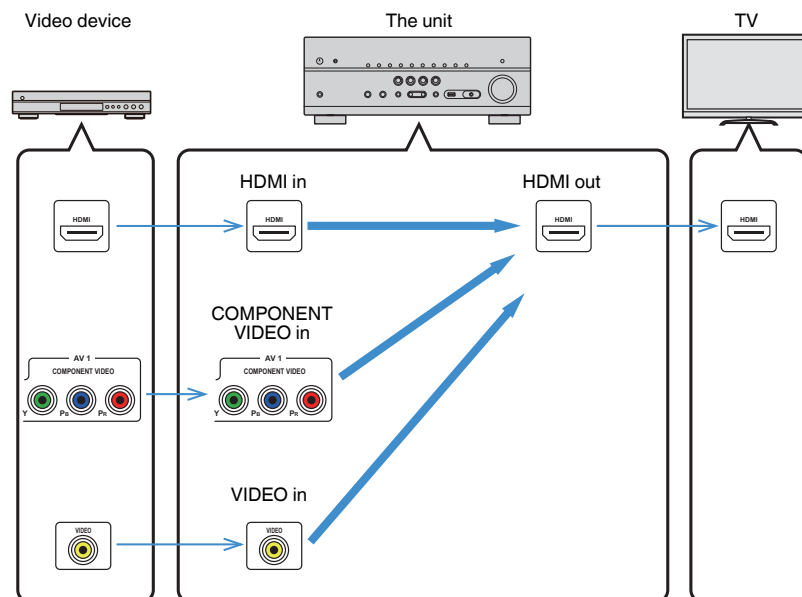 Video device
The unit
TV
HDMI in
HDMI out
HDMI
HDMI
HDMI
HDMI
COMPONENT
VIDEO in
AV 1
COMPONENT VIDEO
Y PB PR
AV 1
COMPONENT VIDEO
Y PB PR
VIDEO in
VIDEO
VIDEO